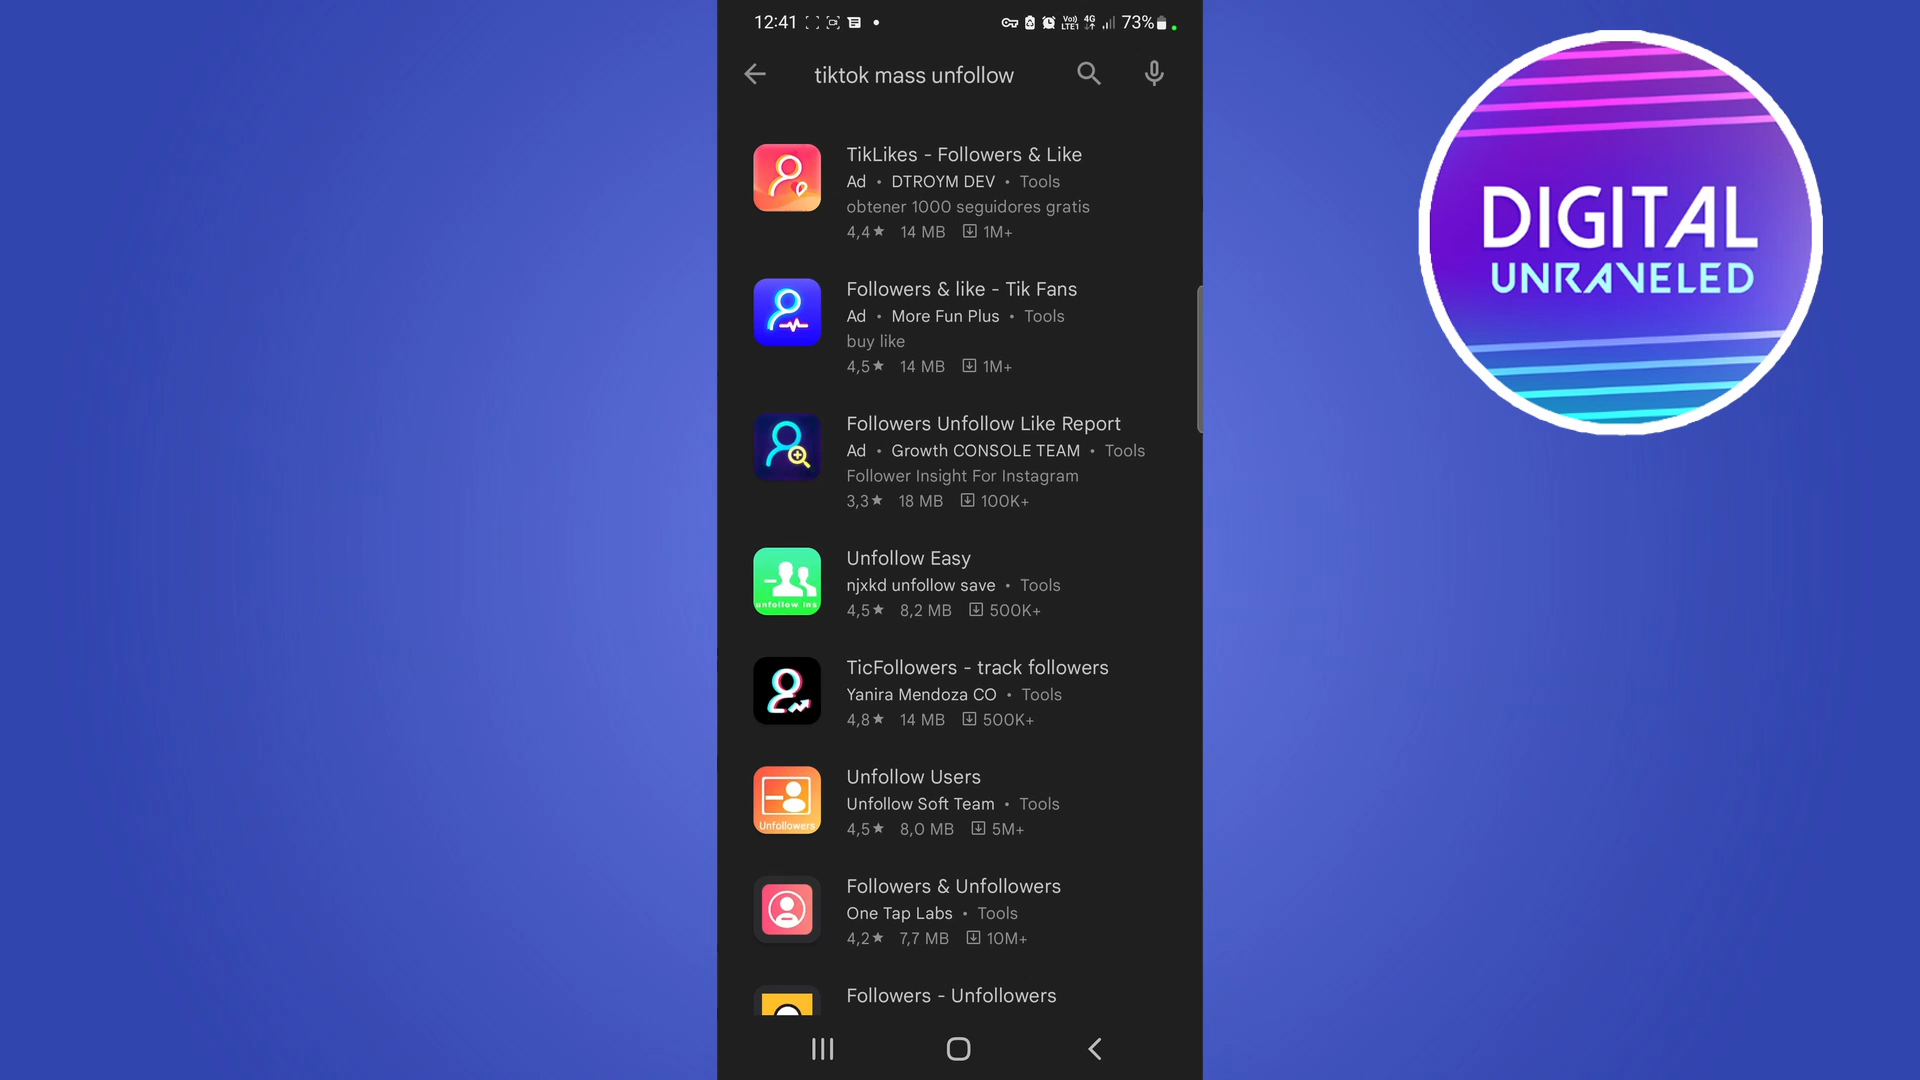 12:41
Vo))
LTE1
4G
73%
tiktok mass unfollow
TikLikes - Followers & Like
Ad • DTROYM DEV • Tools
obtener 1000 seguidores gratis
4,4★ 14 MB 1M+
Followers & like - Tik Fans
Ad • More Fun Plus • Tools
buy like
4,5★ 14 MB 1M+
Followers Unfollow Like Report
Ad • Growth CONSOLE TEAM • Tools
Follower Insight For Instagram
3,3★ 18 MB 100K+
unfollow ins
Unfollow Easy
njxkd unfollow save • Tools
4,5★ 8,2 MB 500K+
TicFollowers - track followers
Yanira Mendoza CO • Tools
4,8★ 14 MB 500K+
Unfollowers
Unfollow Users
Unfollow Soft Team • Tools
4,5★ 8,0 MB 5M+
Followers & Unfollowers
One Tap Labs • Tools
4,2★ 7,7 MB 10M+
Followers - Unfollowers
DIGITAL
UNRAVELED